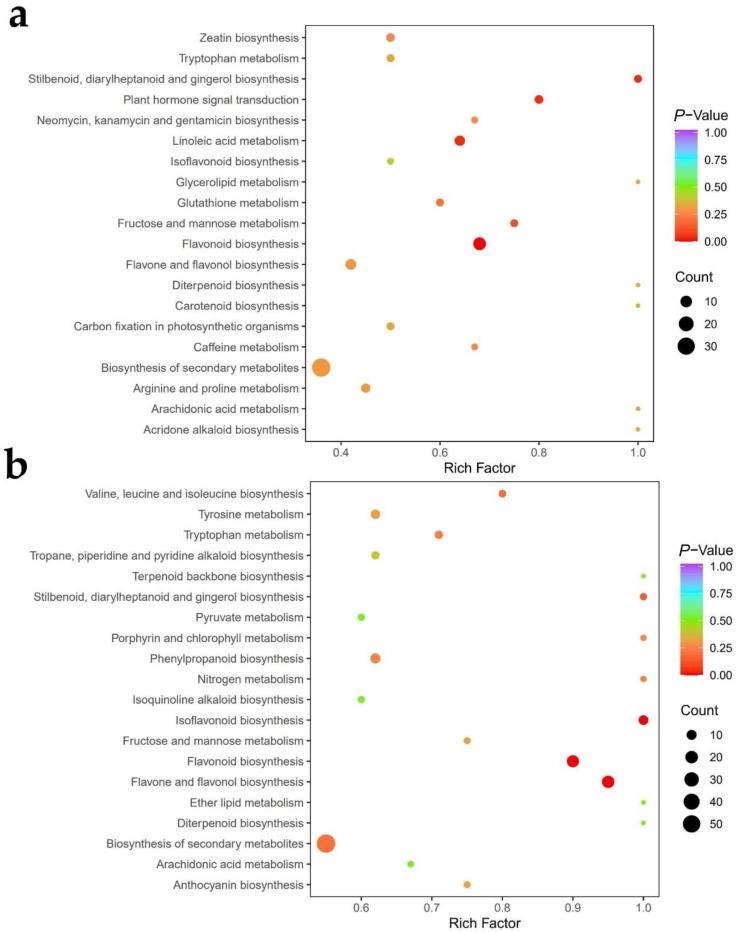 a
Zeatin biosynthesis
Tryptophan metabolism
Stilbenoid, diarylheptanoid and gingerol biosynthesis
Plant hormone signal transduction
Neomycin, kanamycin and gentamicin biosynthesis
Linoleic acid metabolism
Isoflavonoid biosynthesis
Glycerolipid metabolism
Glutathione metabolism
Fructose and mannose metabolism
Flavonoid biosynthesis
Flavone and flavonol biosynthesis
Diterpenoid biosynthesis
Carotenoid biosynthesis
Carbon fixation in photosynthetic organisms
Caffeine metabolism
Biosynthesis of secondary metabolites
Arginine and proline metabolism
Arachidonic acid metabolism
Acridone alkaloid biosynthesis
0.4 0.6 0.8 1.0
Rich Factor
P-Value
1.00
0.75
0.50
0.25
0.00
Count
10
20
30
b
Valine, leucine and isoleucine biosynthesis
Tyrosine metabolism
Tryptophan metabolism
Tropane, piperidine and pyridine alkaloid biosynthesis
Terpenoid backbone biosynthesis
Stilbenoid, diarylheptanoid and gingerol biosynthesis
Pyruvate metabolism
Porphyrin and chlorophyll metabolism
Phenylpropanoid biosynthesis
Nitrogen metabolism
Isoquinoline alkaloid biosynthesis
Isoflavonoid biosynthesis
Fructose and mannose metabolism
Flavonoid biosynthesis
Flavone and flavonol biosynthesis
Ether lipid metabolism
Diterpenoid biosynthesis
Biosynthesis of secondary metabolites
Arachidonic acid metabolism
Anthocyanin biosynthesis
0.6 0.7 0.8 0.9 1.0
Rich Factor
P-Value
1.00
0.75
0.50
0.25
0.00
Count
10
20
30
40
50